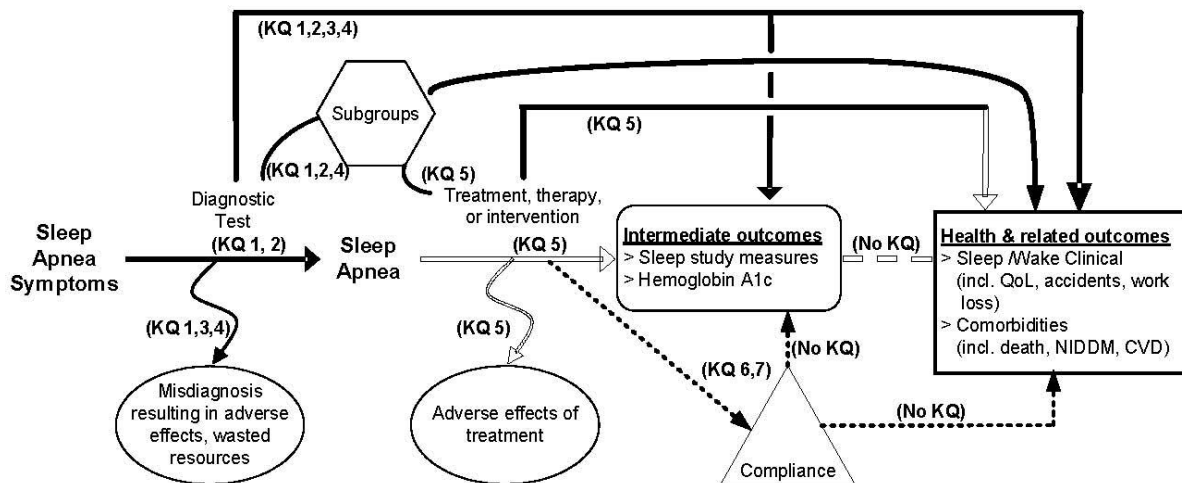 (KQ 1,2,3,4)
Subgroups
(KQ 5)
(KQ 1,2,4)
(KQ 5)
Diagnostic
Test
Treatment, therapy,
or intervention
Sleep
Apnea
Symptoms
(KQ 1, 2)
Sleep
Apnea
(KQ 5)
Intermediate outcomes
> Sleep study measures
> Hemoglobin A1c
(No KQ)
Health & related outcomes
> Sleep /Wake Clinical
(incl. QoL, accidents, work
loss)
> Comorbidities
(incl. death, NIDDM, CVD)
(KQ 1,3,4)
(KQ 5)
(KQ 6,7)
(No KQ)
(No KQ)
Misdiagnosis
resulting in adverse
effects, wasted
resources
Adverse effects of
treatment
Compliance